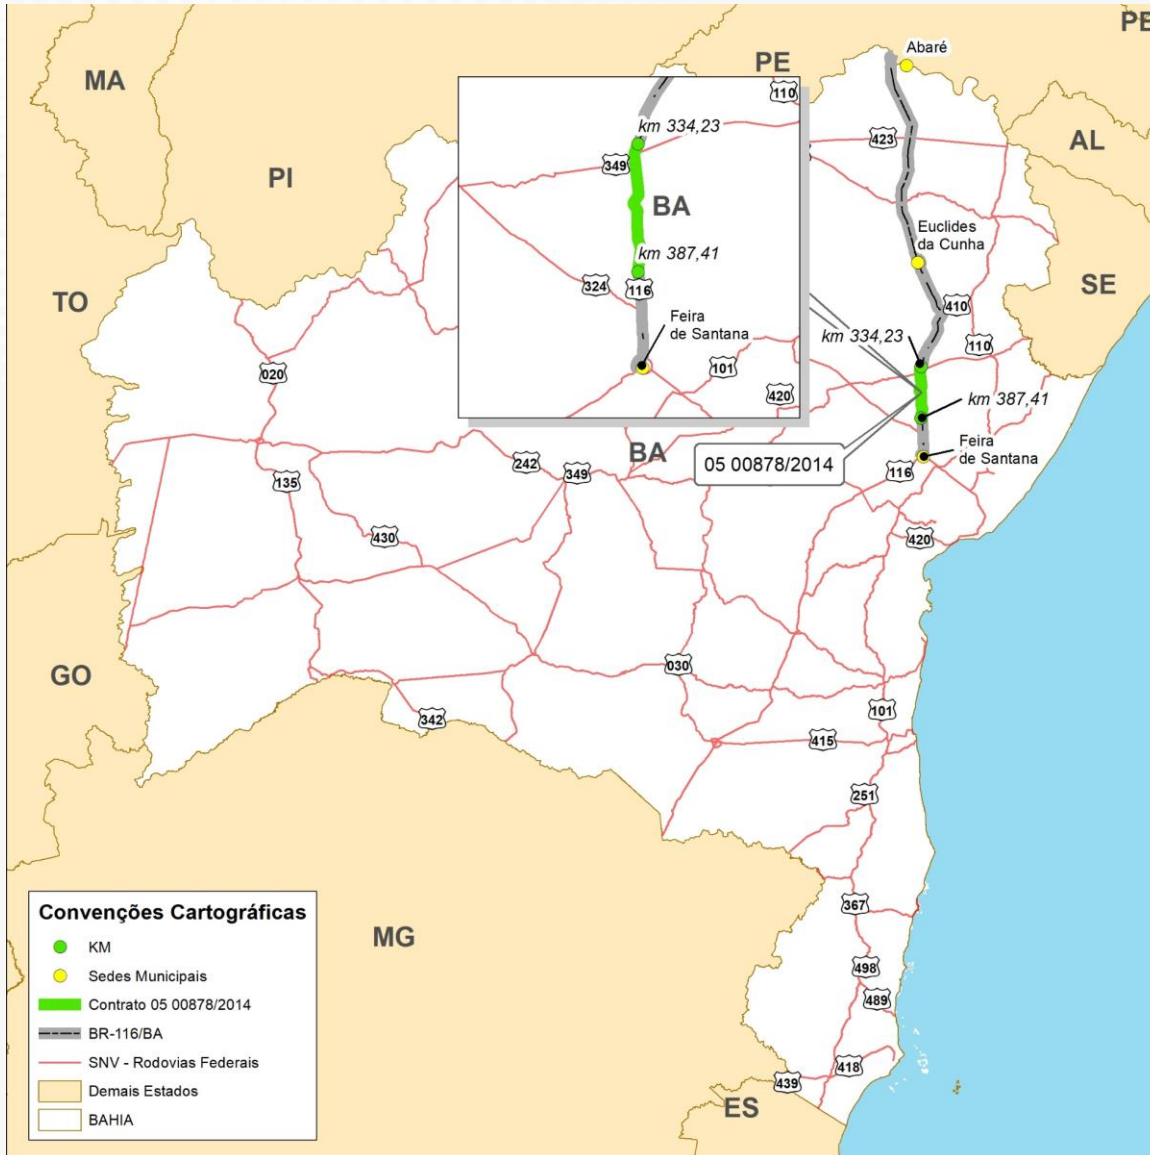 PE
Abaré
PE
MA
110
km 334,23
423
AL
349
PI
BA
Euclides
da Cunha
km 387,41
324
116
SE
TO
410
Feira
de Santana
km 334,23
110
020
101
420
km 387,41
BA
05 00878/2014
Feira
de Santana
242
349
116
135
430
420
030
GO
342
101
415
251
Convenções Cartográficas
KM
Sedes Municipais
Contrato 05 00878/2014
BR-116/BA
SNV - Rodovias Federais
Demais Estados
BAHIA
MG
367
498
489
418
439
ES